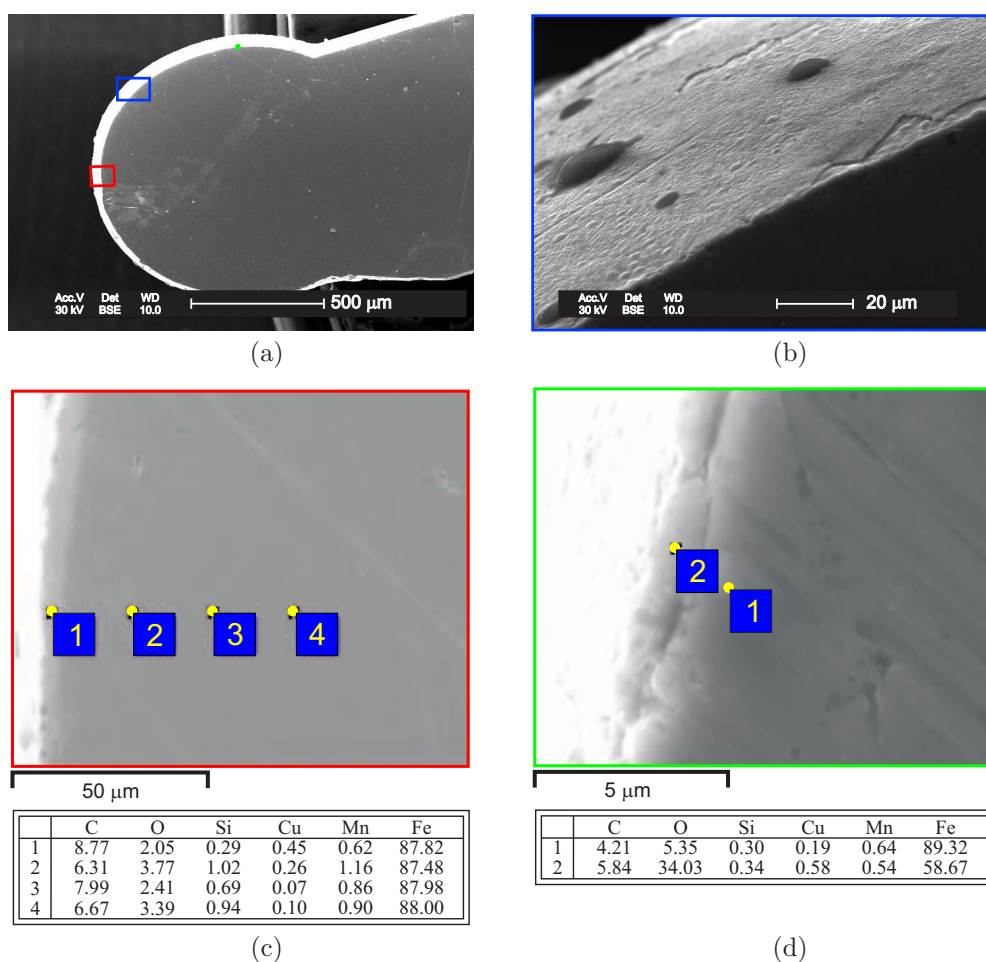 Acc.V Det WD
30 kV BSE 10.0 500 μm
(a)
Acc.V Det WD
30 kV BSE 10.0 20 μm
(b)
1 2 3 4
50 μm
C O Si Cu Mn Fe
1 8.77 2.05 0.29 0.45 0.62 87.82
2 6.31 3.77 1.02 0.26 1.16 87.48
3 7.99 2.41 0.69 0.07 0.86 87.98
4 6.67 3.39 0.94 0.10 0.90 88.00
(c)
2
1
5 μm
C O Si Cu Mn Fe
1 4.21 5.35 0.30 0.19 0.64 89.32
2 5.84 34.03 0.34 0.58 0.54 58.67
(d)